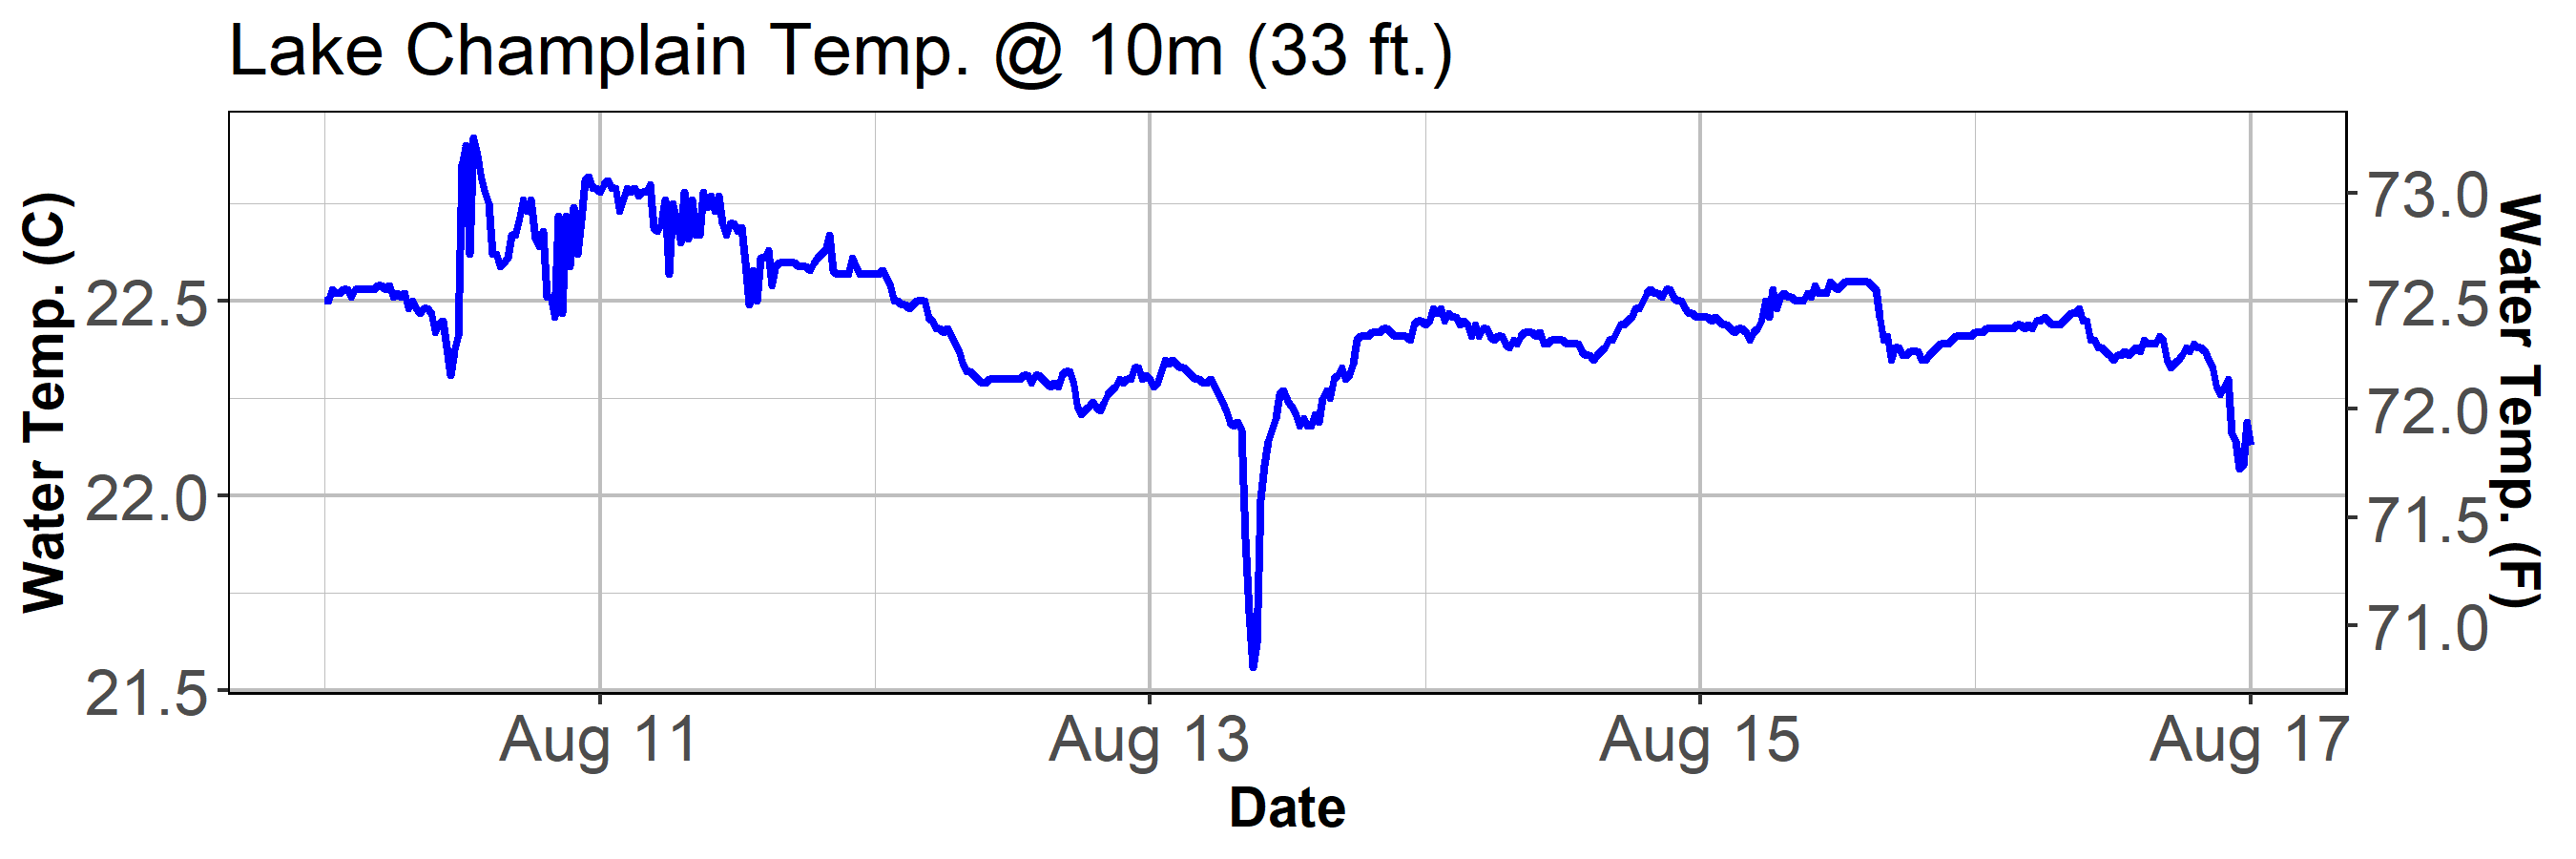 Lake Champlain Temp. @ 10m (33 ft.)
Water Temp. (C)
22.5
22.0
21.5
73.0
72.5
72.0
71.5
71.0
Water Temp. (F)
Aug 11
Aug 13
Aug 15
Aug 17
Date